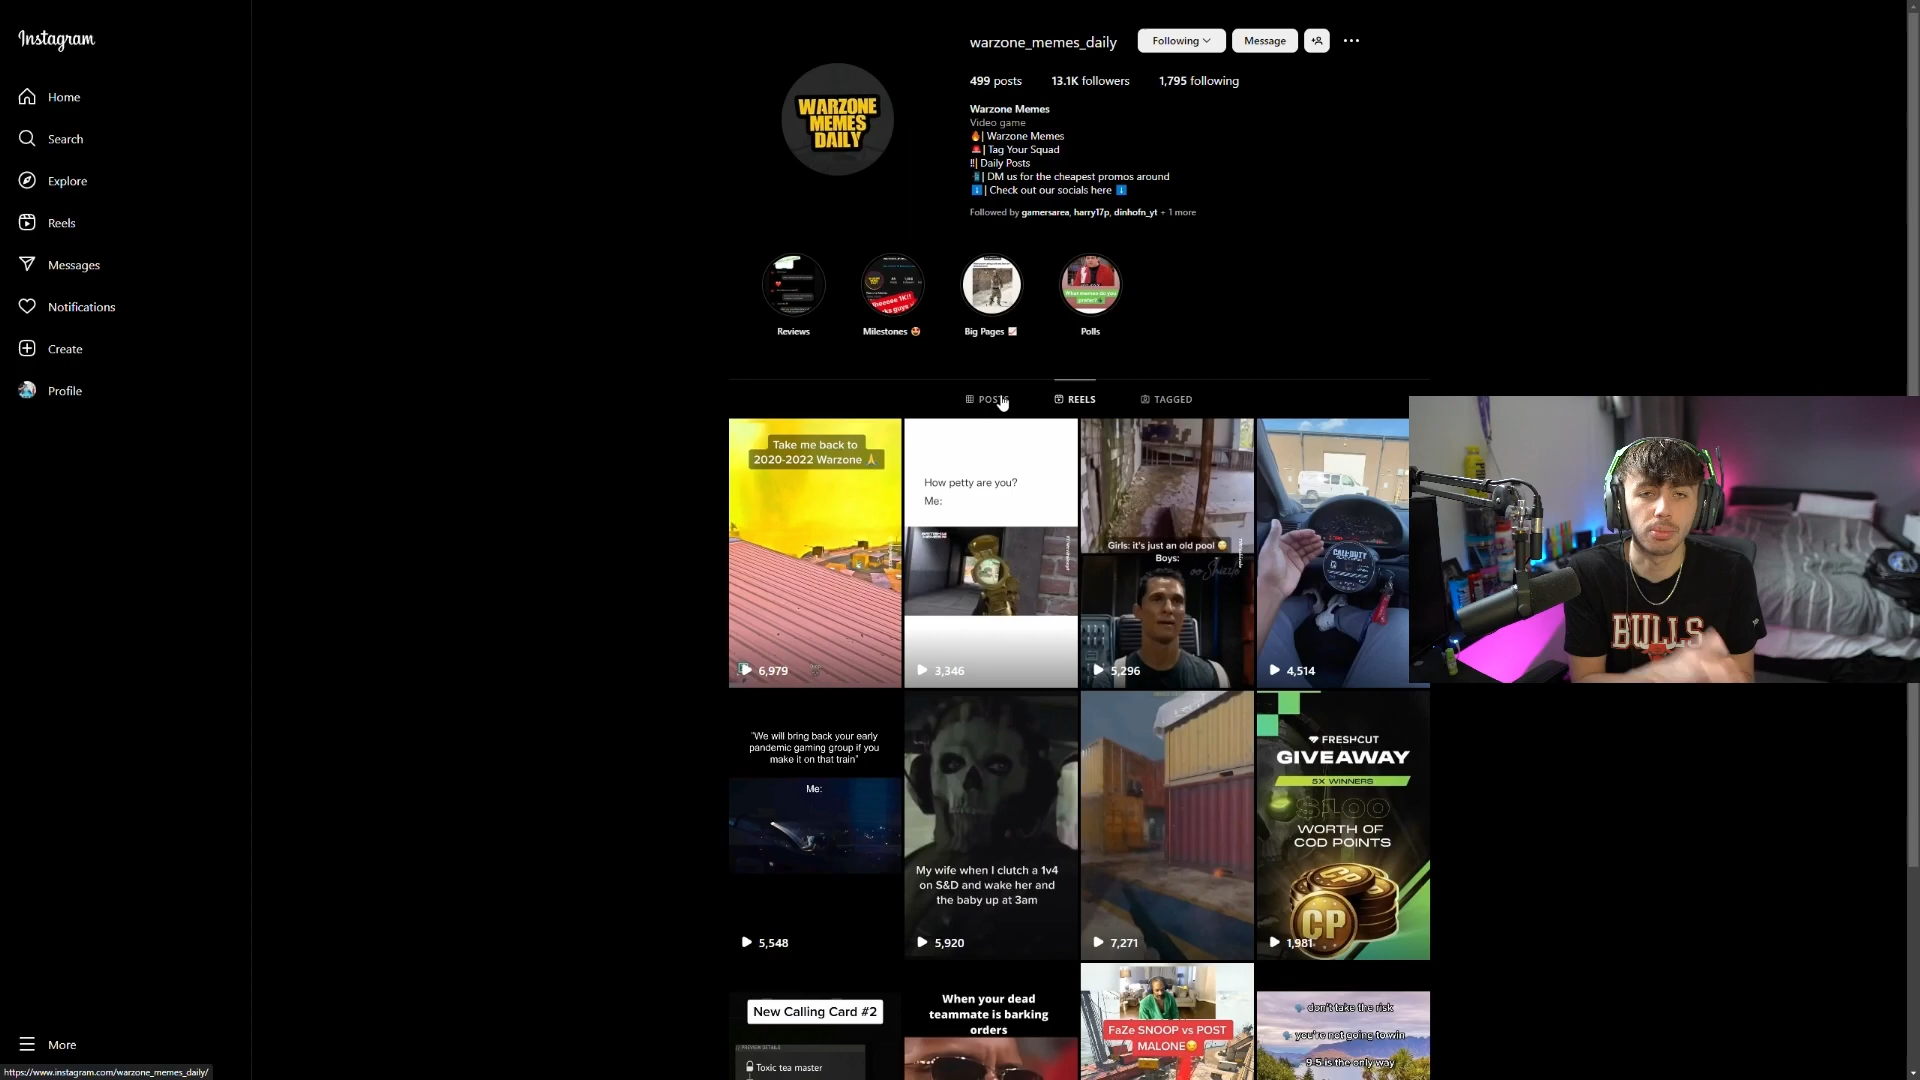 Instagram
Home
Search
Explore
Reels
Messages
Notifications
Create
Profile
More
https://www.instagram.com/warzone_memes_daily/
warzone_memes_daily
Following
Message
499 posts
13.1K followers
1,795 following
WARZONE
MEMES
DAILY
Warzone Memes
Video game
🔥| Warzone Memes
🚨| Tag Your Squad
‼️| Daily Posts
📲| DM us for the cheapest promos around
⬇️| Check out our socials here ⬇️
Followed by gamersarea, harry17p, dinhofn_yt + 1 more
Reviews
Milestones 😍
Big Pages 📈
Polls
POSTS
REELS
TAGGED
Take me back to
2020-2022 Warzone 🙏
6,979
How petty are you?
Me:
3,346
Girls: it's just an old pool 🙄
Boys:
5,296
CALL OF DUTY
4,514
BULLS
"We will bring back your early
pandemic gaming group if you
make it on that train"
Me:
5,548
My wife when I clutch a 1v4
on S&D and wake her and
the baby up at 3am
5,920
7,271
FRESHCUT
GIVEAWAY
5X WINNERS
$100
WORTH OF
COD POINTS
CP
CP
1,981
New Calling Card #2
// PREVIEW DETAILS
Toxic tea master
When your dead
teammate is barking
orders
FaZe SNOOP vs POST
MALONE😏
🗣️ don't take the risk
🗣️ you're not going to win
9-5 is the only way